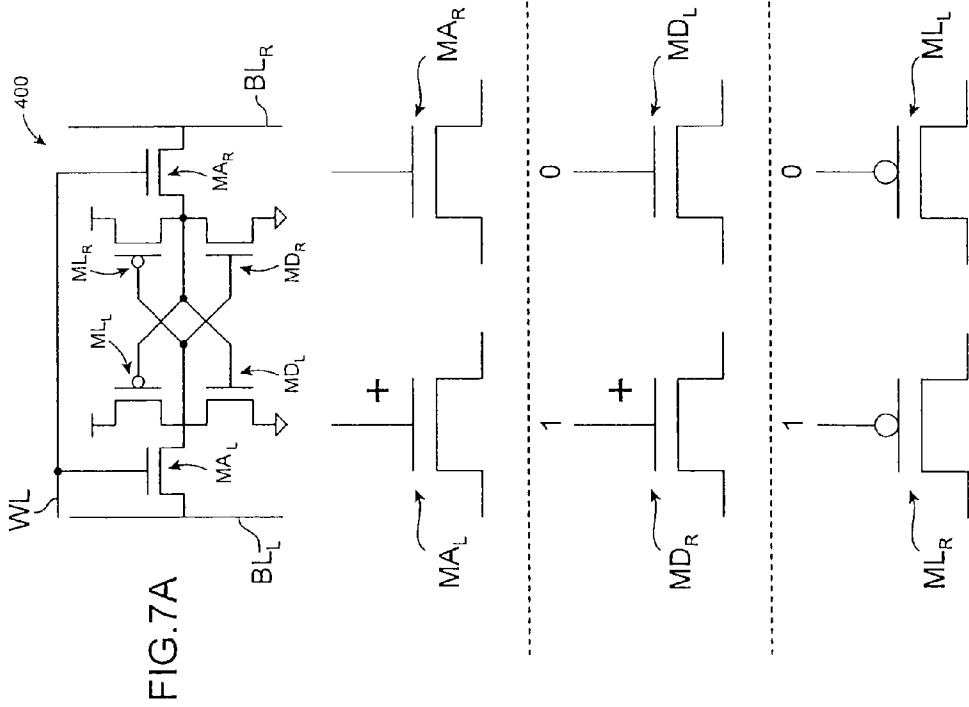 FIG.7A
400
WL
BL_L
BL_R
MA_L
MA_R
ML_L
ML_R
MD_L
MD_R
MA_L
+
MA_R
1
0
MD_R
+
MD_L
1
0
ML_R
ML_L